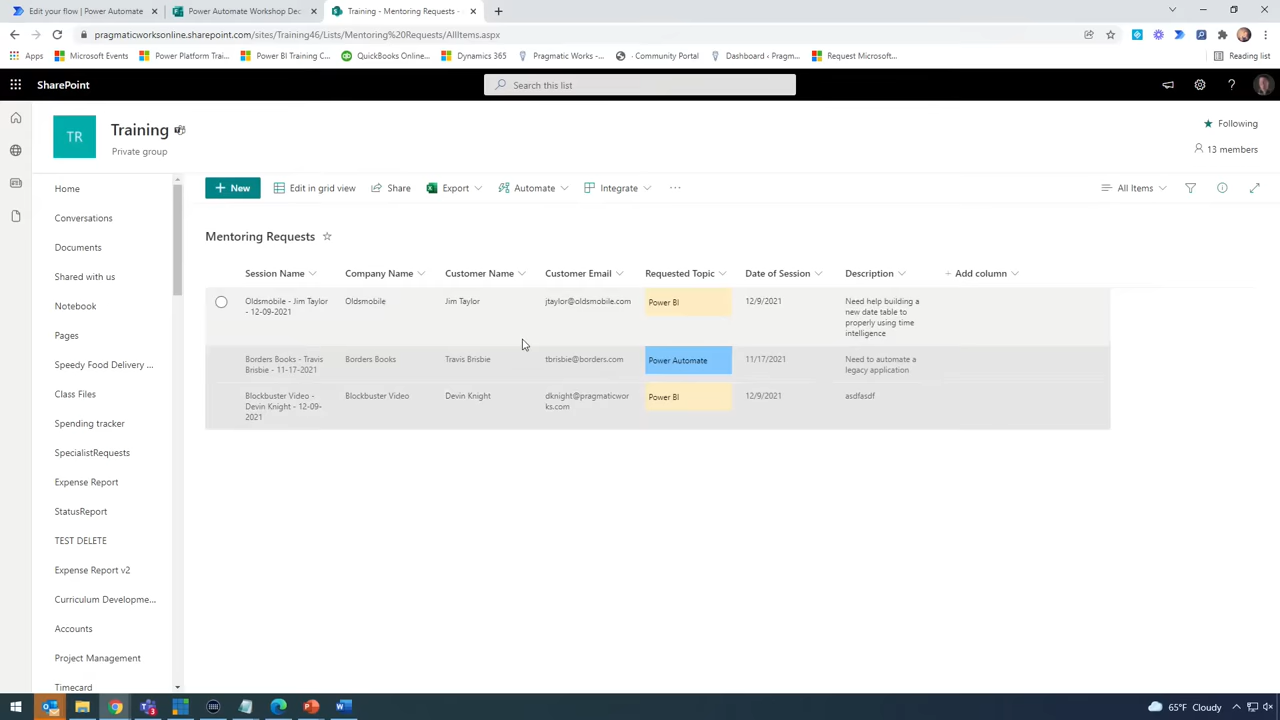 Edit your flow | Power Automate
Power Automate Workshop Dec
Training - Mentoring Requests -
pragmaticworksonline.sharepoint.com/sites/Training46/Lists/Mentoring%20Requests/AllItems.aspx
Apps
Microsoft Events
Power Platform Trai...
Power BI Training C...
QuickBooks Online...
Dynamics 365
Pragmatic Works -...
· Community Portal
Dashboard ‹ Pragm...
Request Microsoft...
Reading list
SharePoint
Search this list
TR
Training
Private group
Following
13 members
Home
Conversations
Documents
Shared with us
Notebook
Pages
Speedy Food Delivery ...
Class Files
Spending tracker
SpecialistRequests
Expense Report
StatusReport
TEST DELETE
Expense Report v2
Curriculum Developme...
Accounts
Project Management
Timecard
New
Edit in grid view
Share
Export
Automate
Integrate
All Items
Mentoring Requests
Session Name
Company Name
Customer Name
Customer Email
Requested Topic
Date of Session
Description
Add column
Oldsmobile - Jim Taylor
- 12-09-2021
Oldsmobile
Jim Taylor
jtaylor@oldsmobile.com
Power BI
12/9/2021
Need help building a
new date table to
properly using time
intelligence
Borders Books - Travis
Brisbie - 11-17-2021
Borders Books
Travis Brisbie
tbrisbie@borders.com
Power Automate
11/17/2021
Need to automate a
legacy application
Blockbuster Video -
Devin Knight - 12-09-
2021
Blockbuster Video
Devin Knight
dknight@pragmaticwor
ks.com
Power BI
12/9/2021
asdfasdf
65°F Cloudy